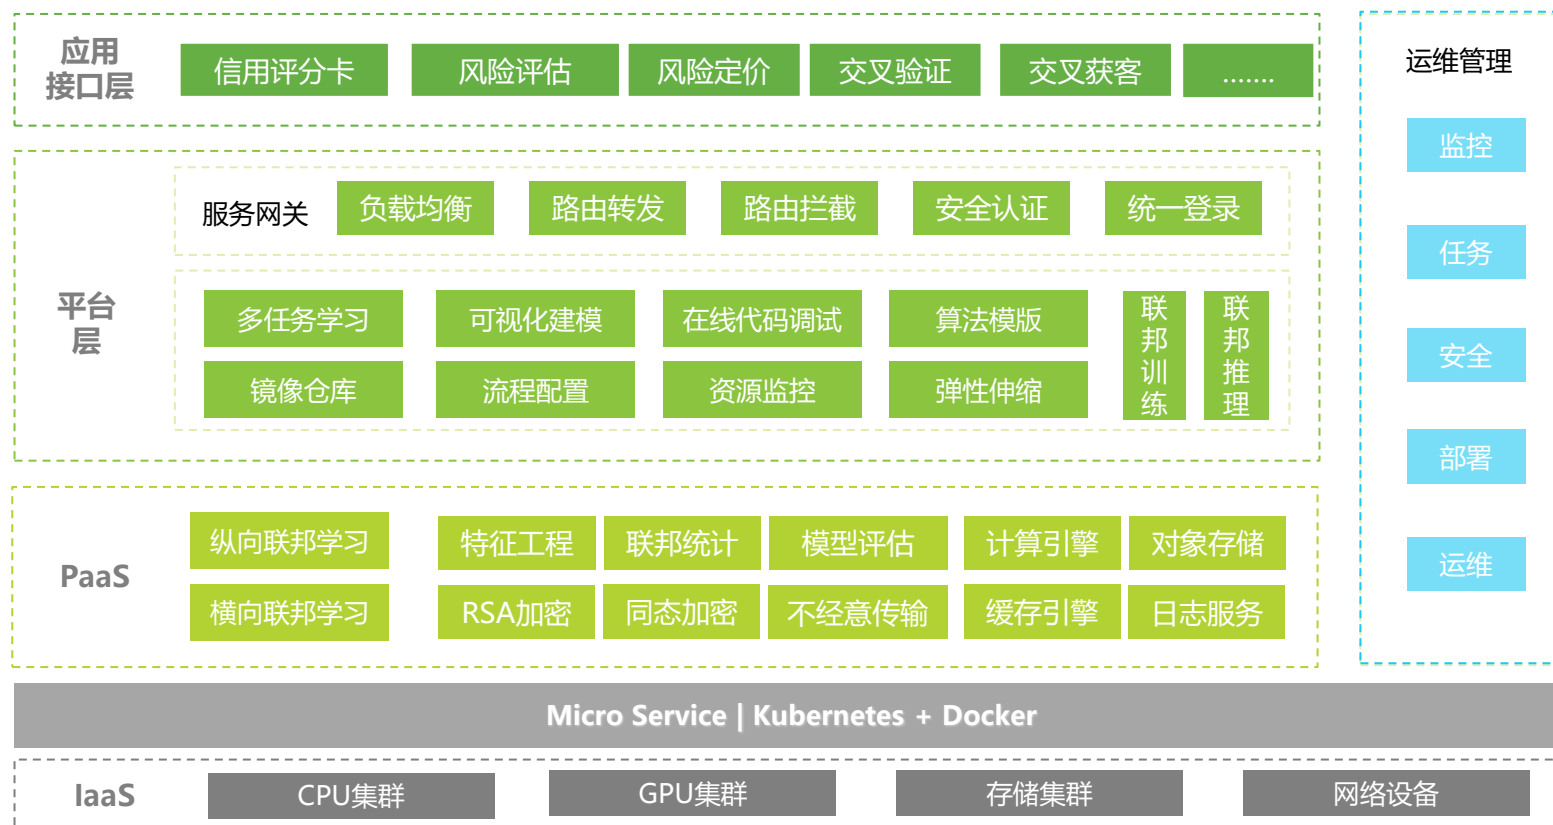 应用
接口层
信用评分卡
风险评估
风险定价
交叉验证
交叉获客
.......
平台
层
服务网关
负载均衡
路由转发
路由拦截
安全认证
统一登录
多任务学习
可视化建模
在线代码调试
算法模版
镜像仓库
流程配置
资源监控
弹性伸缩
联
邦
训
练
联
邦
推
理
PaaS
纵向联邦学习
特征工程
联邦统计
模型评估
计算引擎
对象存储
横向联邦学习
RSA加密
同态加密
不经意传输
缓存引擎
日志服务
运维管理
监控
任务
安全
部署
运维
Micro Service | Kubernetes + Docker
IaaS
CPU集群
GPU集群
存储集群
网络设备